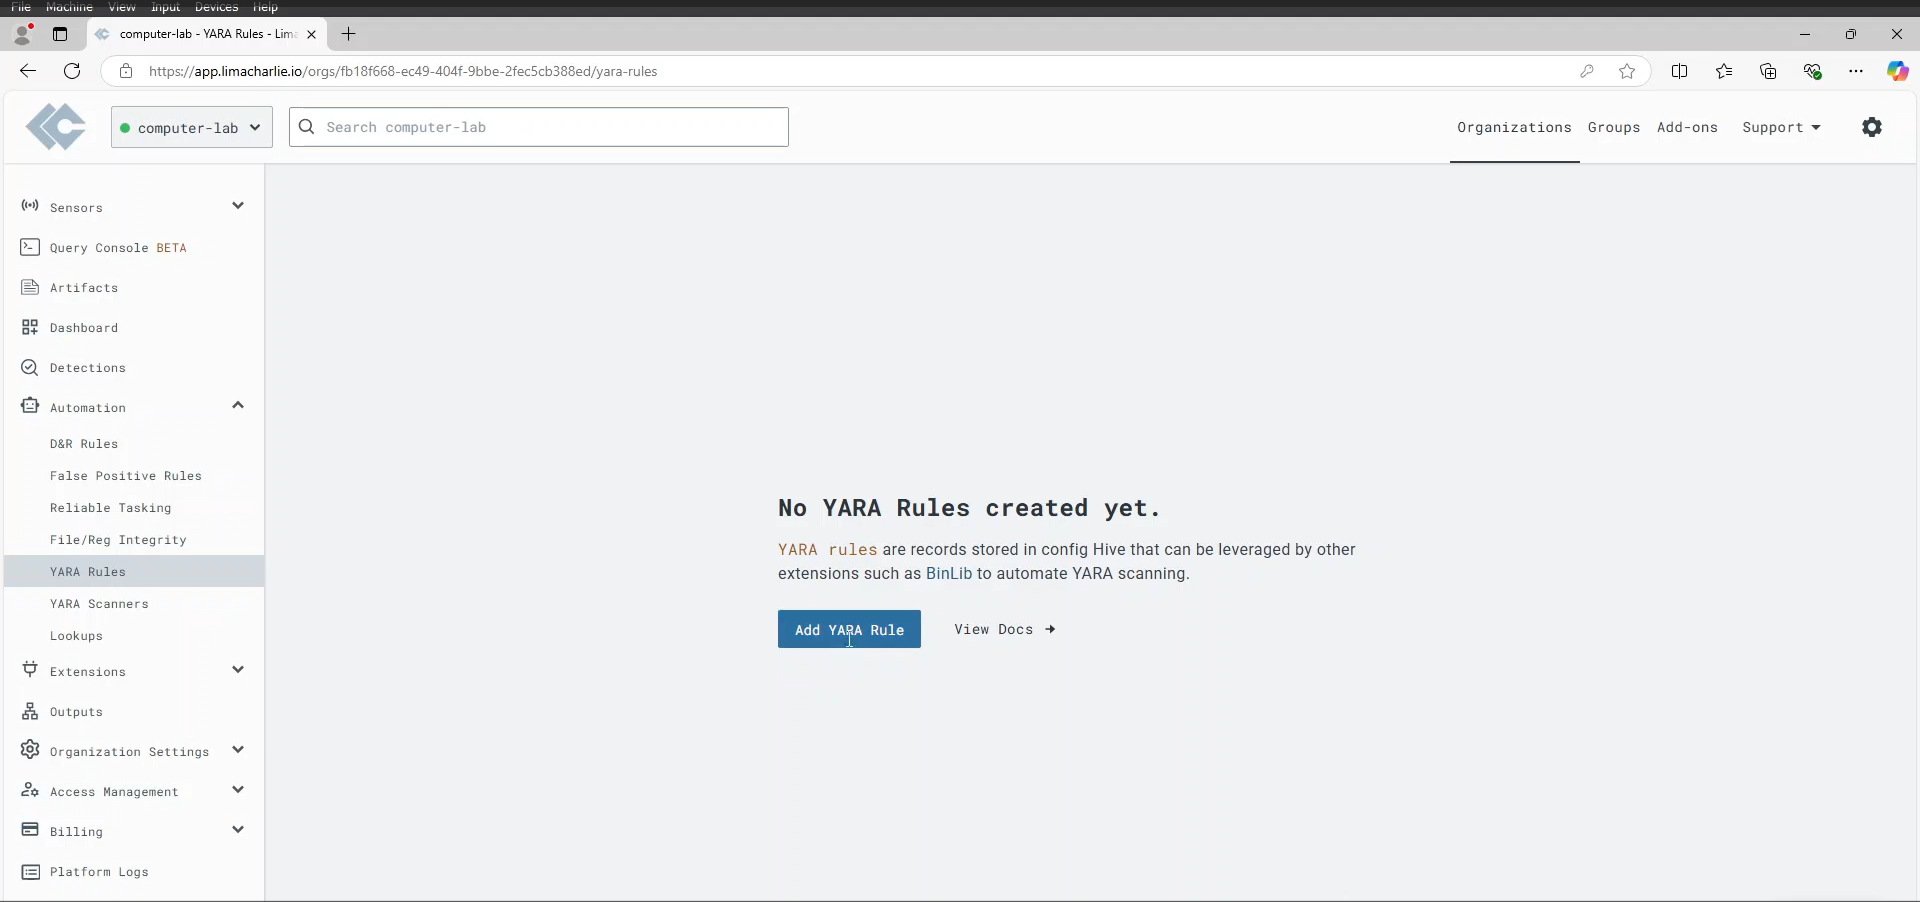 File Machine View Input Devices Help
computer-lab - YARA Rules - Lima
https://app.limacharlie.io/orgs/fb18f668-ec49-404f-9bbe-2fec5cb388ed/yara-rules
computer-lab
Search computer-lab
Organizations Groups Add-ons Support
Sensors
Query Console BETA
Artifacts
Dashboard
Detections
Automation
D&R Rules
False Positive Rules
Reliable Tasking
File/Reg Integrity
YARA Rules
YARA Scanners
Lookups
Extensions
Outputs
Organization Settings
Access Management
Billing
Platform Logs
No YARA Rules created yet.
YARA rules are records stored in config Hive that can be leveraged by other
extensions such as BinLib to automate YARA scanning.
Add YARA Rule
View Docs →